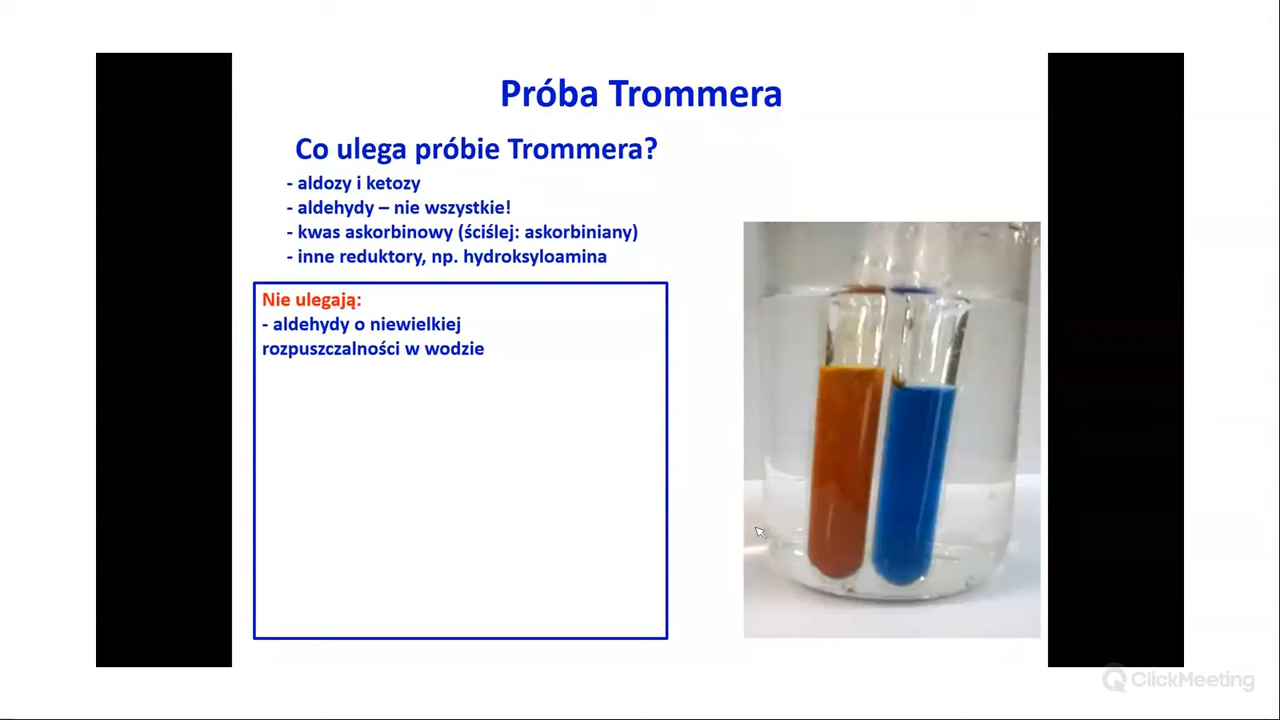 Próba Trommera
Co ulega próbie Trommera?
- aldozy i ketozy
- aldehydy – nie wszystkie!
- kwas askorbinowy (ściślej: askorbiniany)
- inne reduktory, np. hydroksyloamina
Nie ulegają:
- aldehydy o niewielkiej
rozpuszczalności w wodzie
ClickMeeting